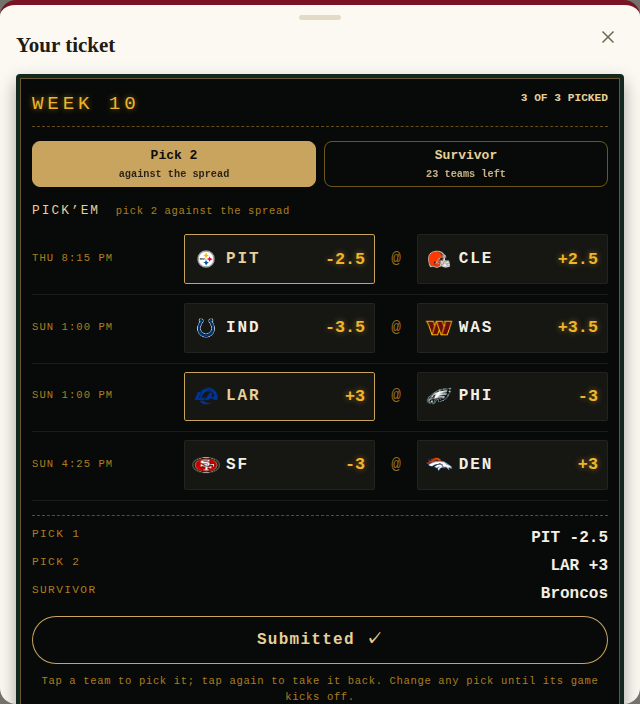 Your ticket
WEEK 10
3 OF 3 PICKED
Pick 2
against the spread
Survivor
23 teams left
PICK’EM pick 2 against the spread
THU 8:15 PM PIT -2.5 @ CLE +2.5
SUN 1:00 PM IND -3.5 @ WAS +3.5
SUN 1:00 PM LAR +3 @ PHI -3
SUN 4:25 PM SF -3 @ DEN +3
PICK 1 PIT -2.5
PICK 2 LAR +3
SURVIVOR Broncos
Submitted ✓
Tap a team to pick it; tap again to take it back. Change any pick until its game
kicks off.